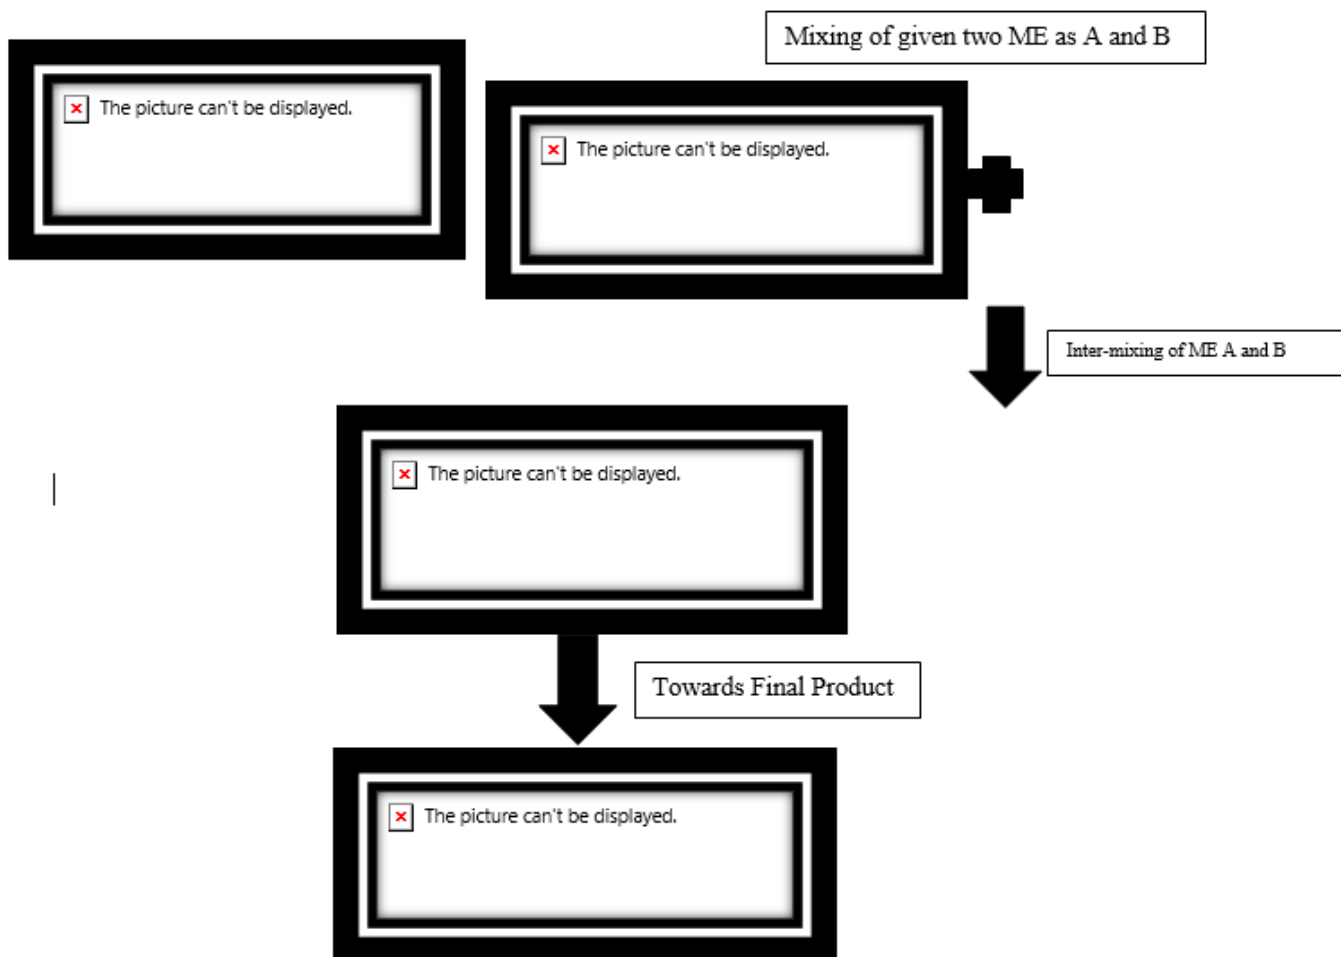 Mixing of given two ME as A and B
The picture can't be displayed.
The picture can't be displayed.
Inter-mixing of ME A and B
The picture can't be displayed.
Towards Final Product
The picture can't be displayed.